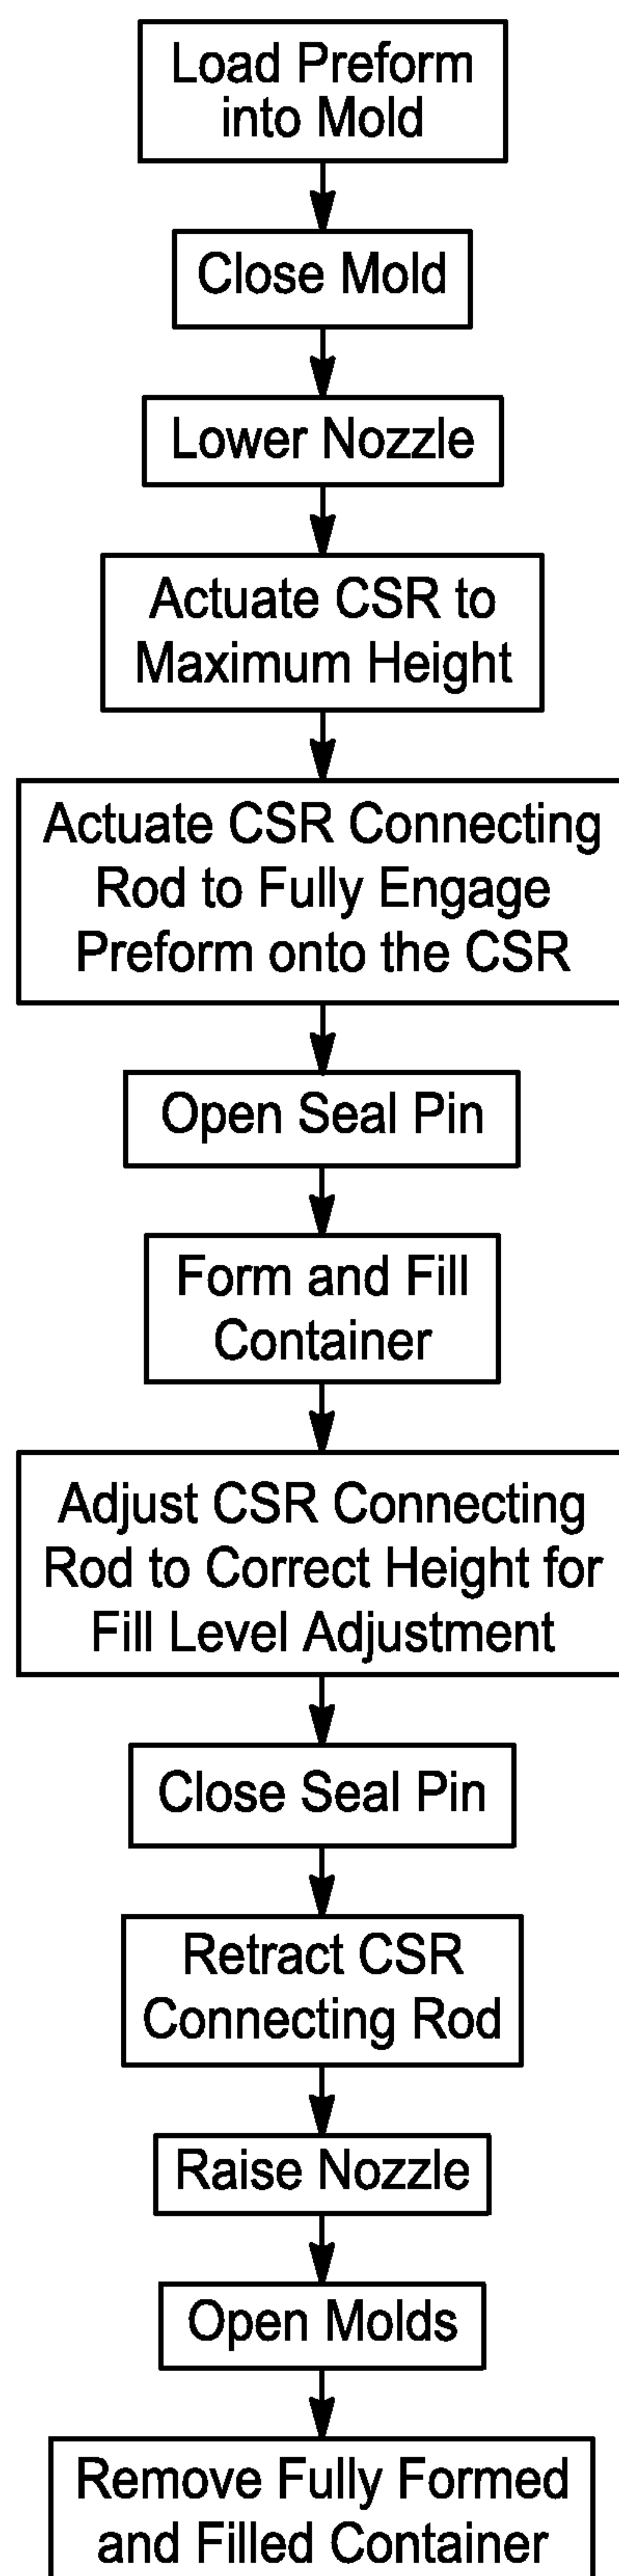 Load Preform
into Mold
Close Mold
Lower Nozzle
Actuate CSR to
Maximum Height
Actuate CSR Connecting
Rod to Fully Engage
Preform onto the CSR
Open Seal Pin
Form and Fill
Container
Adjust CSR Connecting
Rod to Correct Height for
Fill Level Adjustment
Close Seal Pin
Retract CSR
Connecting Rod
Raise Nozzle
Open Molds
Remove Fully Formed
and Filled Container